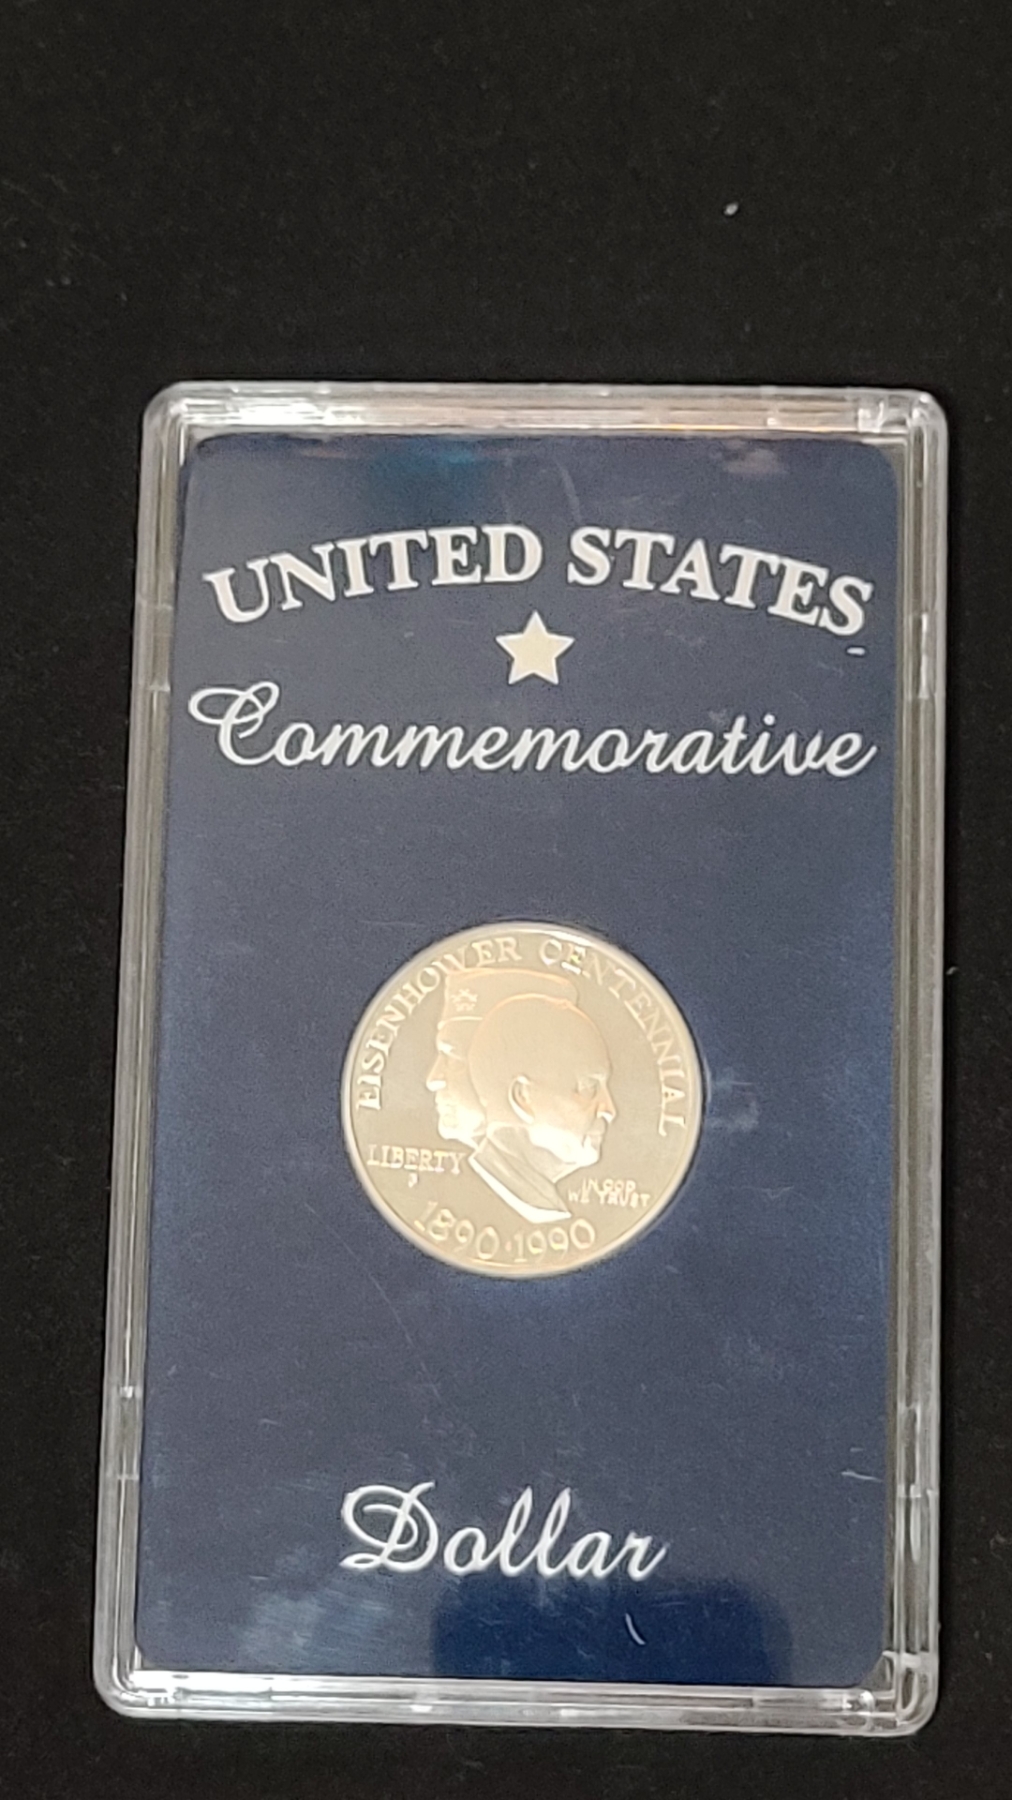 UNITED STATES
Commemorative
EISENHOWER CENTENNIAL
LIBERTY
P
IN GOD
WE TRUST
1890·1990
Dollar